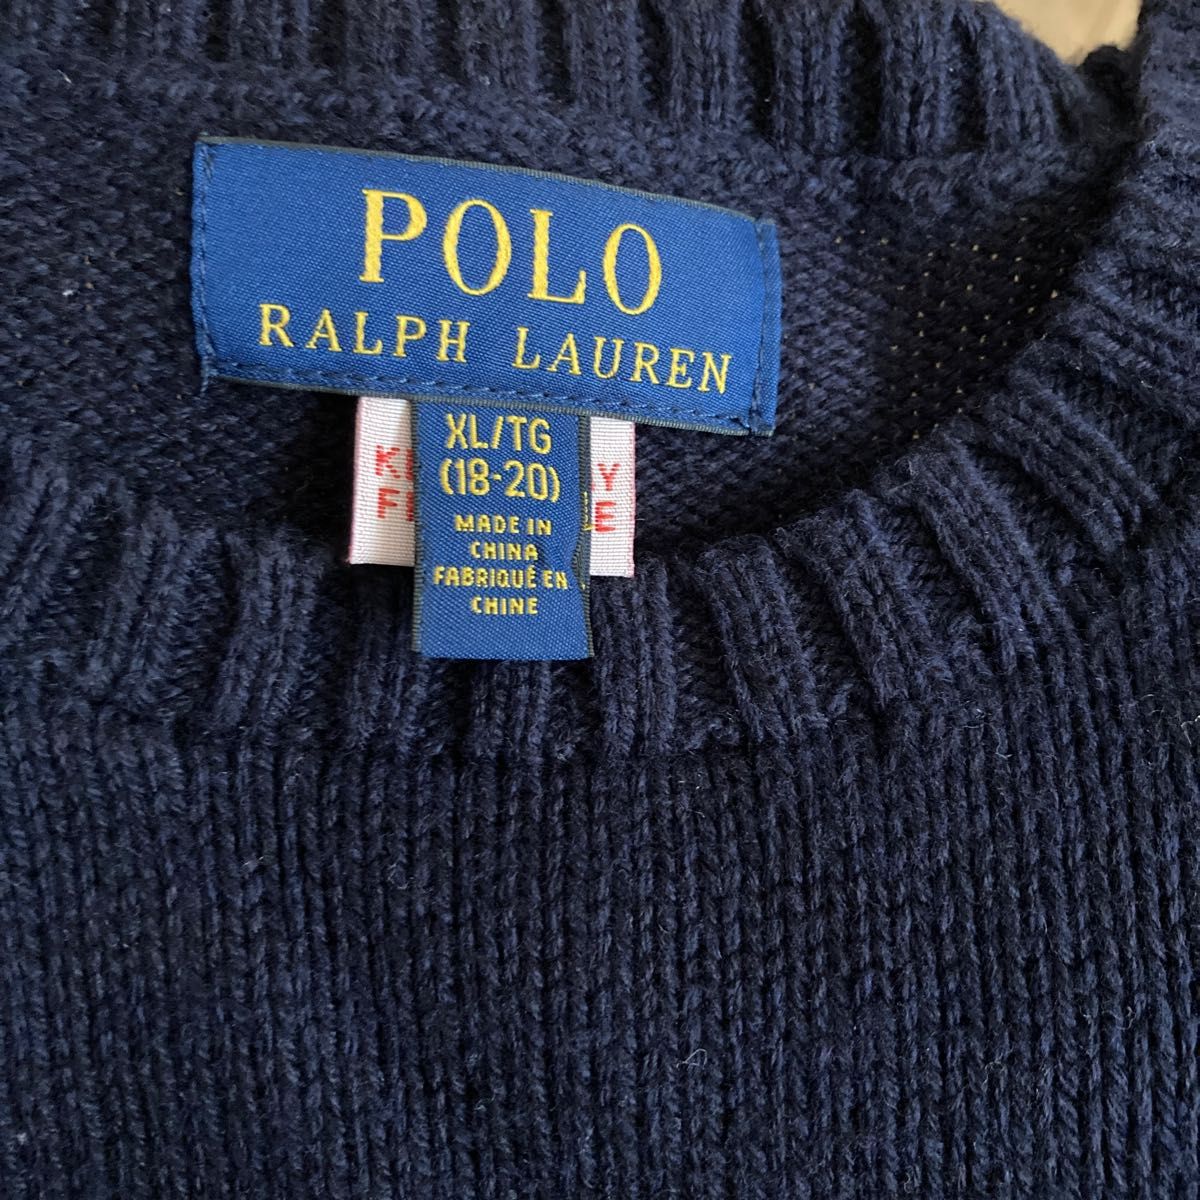 POLO
RALPH LAUREN
XL/TG
(18-20)
MADE IN
CHINA
FABRIQUÉ EN
CHINE